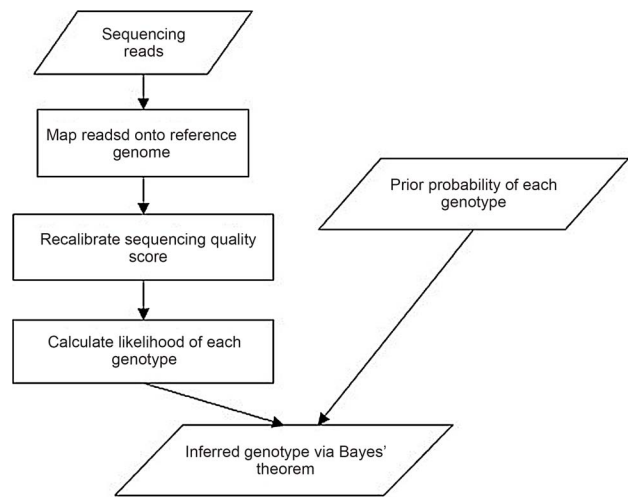 Sequencing
reads
Map readsd onto reference
genome
Prior probability of each
genotype
Recalibrate sequencing quality
score
Calculate likelihood of each
genotype
Inferred genotype via Bayes'
theorem